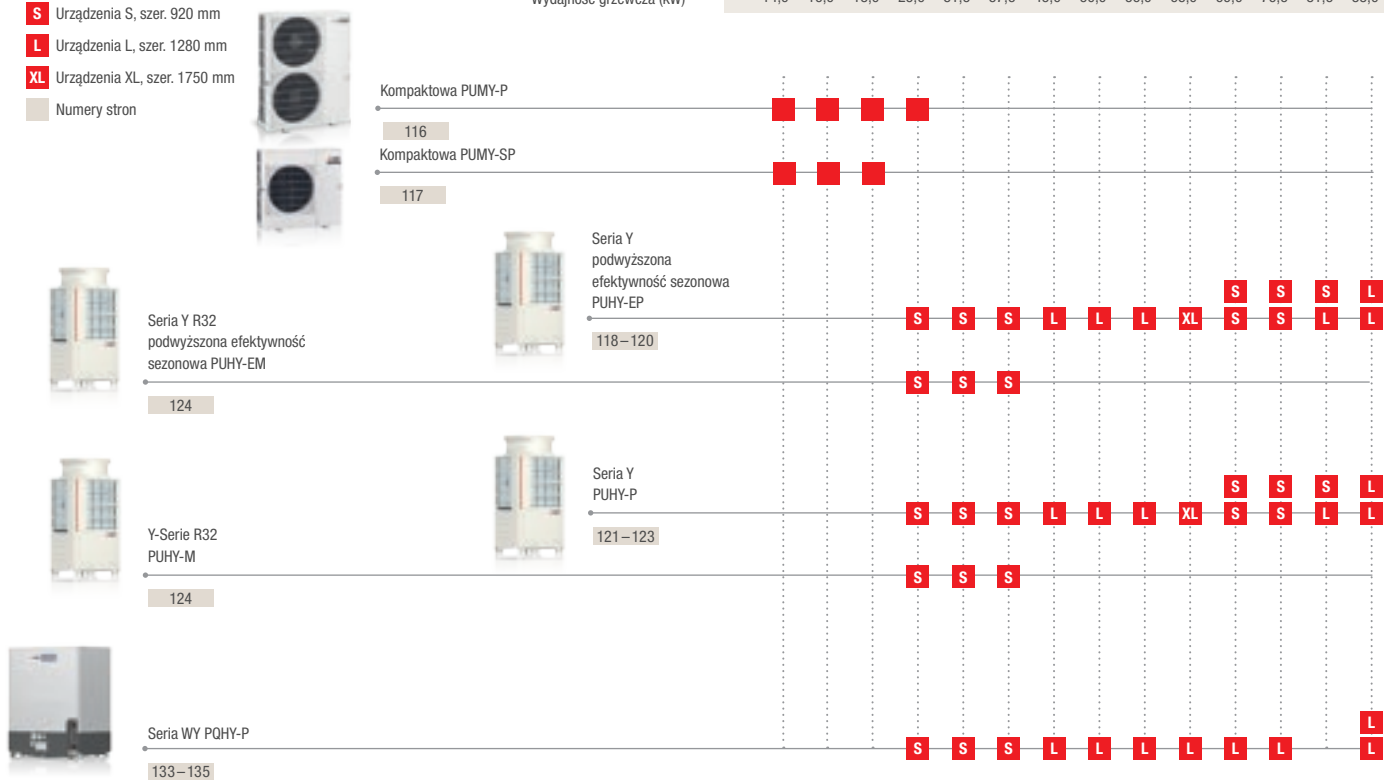 Wydajność grzewcza (kW)
S Urządzenia S, szer. 920 mm
L Urządzenia L, szer. 1280 mm
XL Urządzenia XL, szer. 1750 mm
Numery stron
Kompaktowa PUMY-P
116
Kompaktowa PUMY-SP
117
Seria Y
podwyższona
efektywność sezonowa
PUHY-EP
S S S L
S S S L L L XL S S L L
118–120
Seria Y R32
podwyższona efektywność
sezonowa PUHY-EM
S S S
124
Seria Y
PUHY-P
S S S L
S S S L L L XL S S L L
121–123
Y-Serie R32
PUHY-M
S S S
124
L
Seria WY PQHY-P
S S S L L L L L L L
133–135